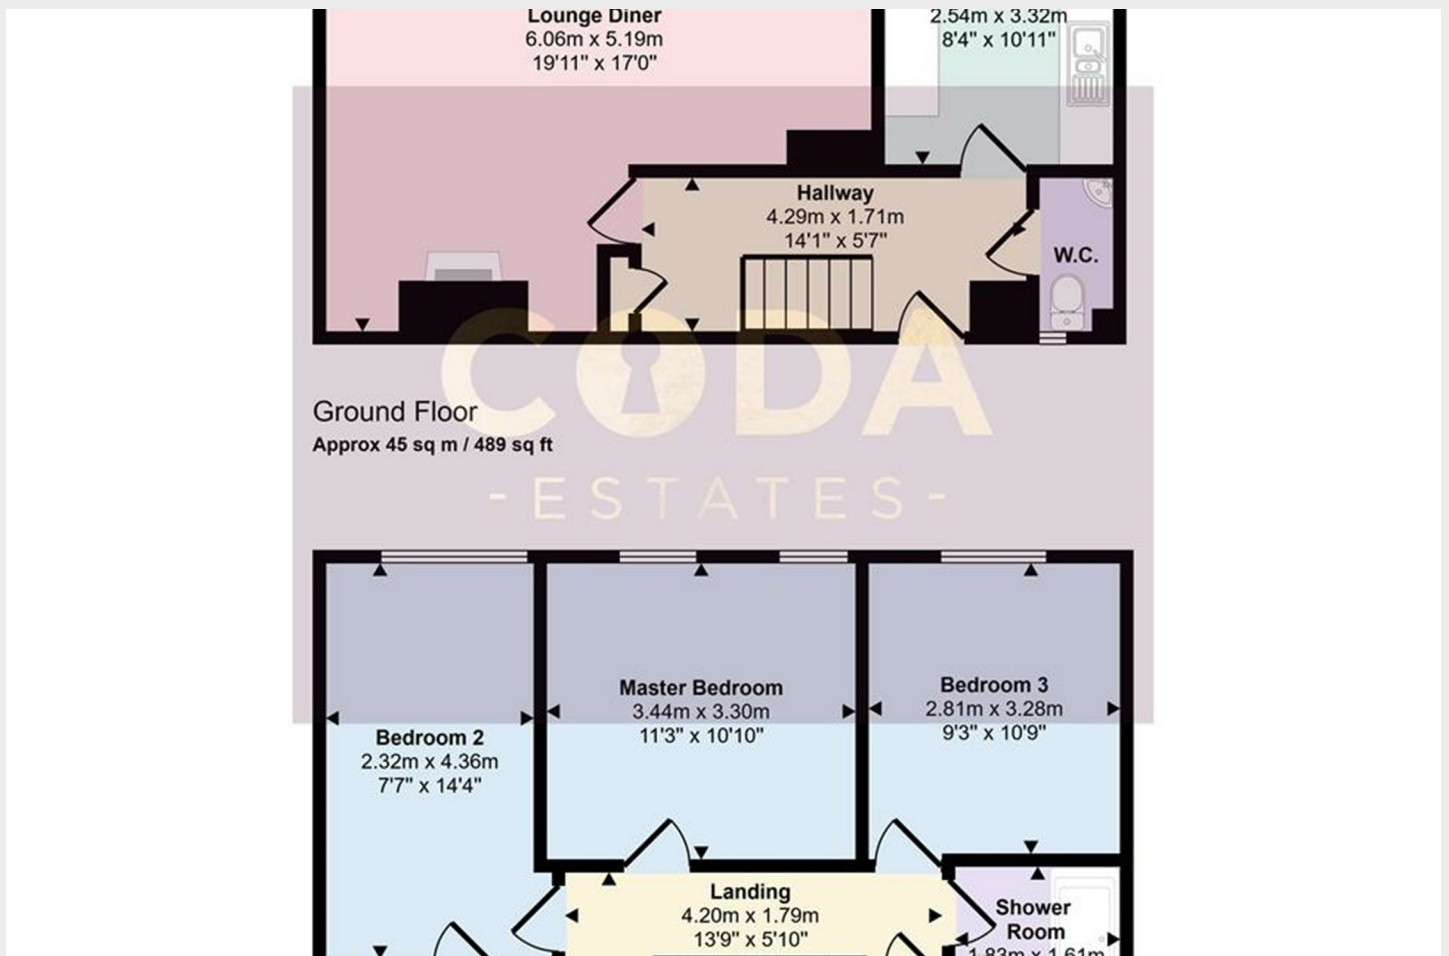 Lounge Diner
6.06m x 5.19m
19'11" x 17'0"
2.54m x 3.32m
8'4" x 10'11"
Hallway
4.29m x 1.71m
14'1" x 5'7"
W.C.
CODA
Ground Floor
Approx 45 sq m / 489 sq ft
-ESTATES-
Master Bedroom
3.44m x 3.30m
11'3" x 10'10"
Bedroom 3
2.81m x 3.28m
9'3" x 10'9"
Bedroom 2
2.32m x 4.36m
7'7" x 14'4"
Landing
4.20m x 1.79m
13'9" x 5'10"
Shower
Room
1.83m x 1.61m